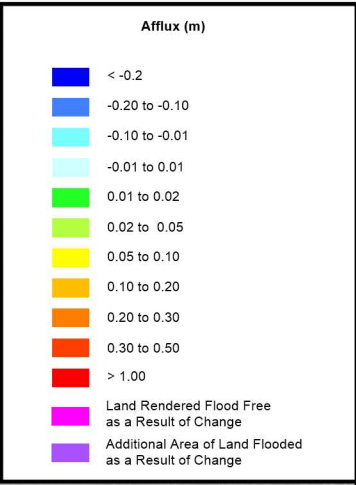 Afflux (m)
< -0.2
-0.20 to -0.10
-0.10 to -0.01
-0.01 to 0.01
0.01 to 0.02
0.02 to 0.05
0.05 to 0.10
0.10 to 0.20
0.20 to 0.30
0.30 to 0.50
> 1.00
Land Rendered Flood Free
as a Result of Change
Additional Area of Land Flooded
as a Result of Change